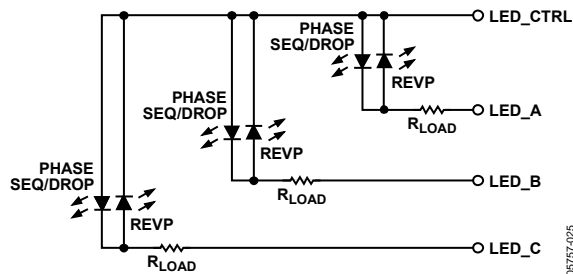 LED_CTRL
PHASE
SEQ/DROP
REVP
LED_A
R LOAD
PHASE
SEQ/DROP
REVP
LED_B
R LOAD
PHASE
SEQ/DROP
REVP
LED_C
R LOAD
05757-025